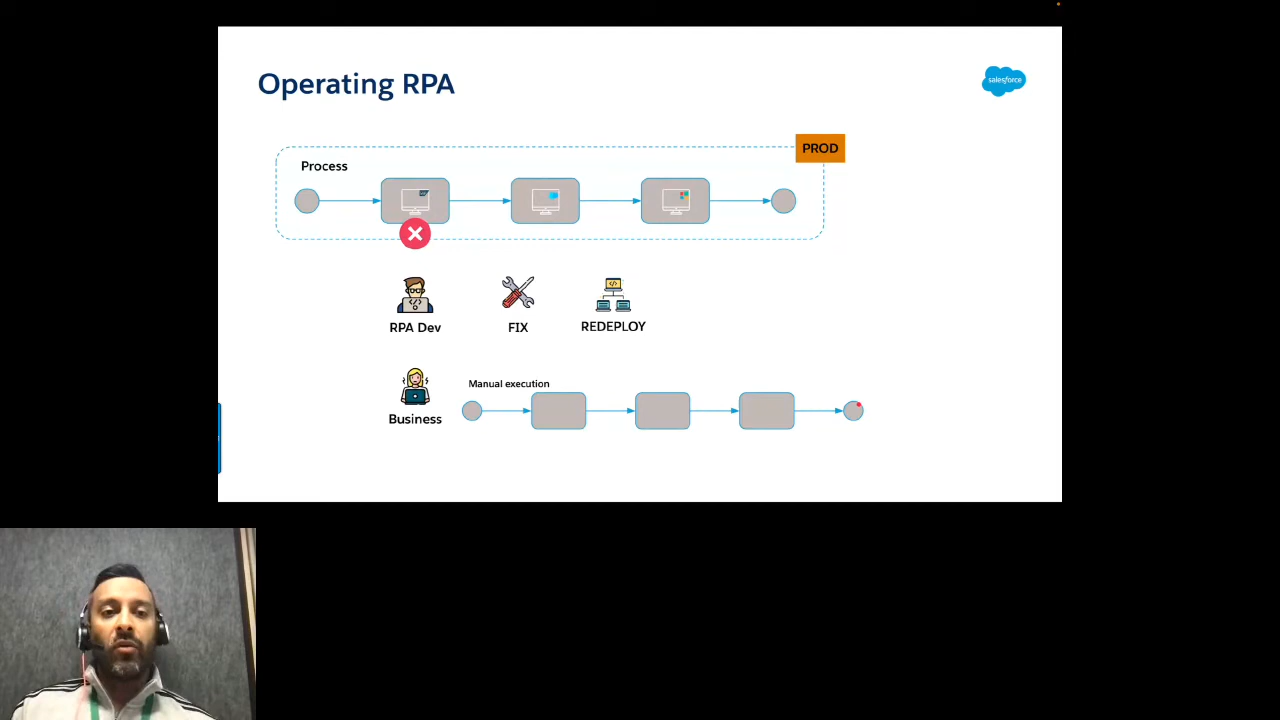 Operating RPA
salesforce
PROD
Process
RPA Dev
FIX
REDEPLOY
Manual execution
Business